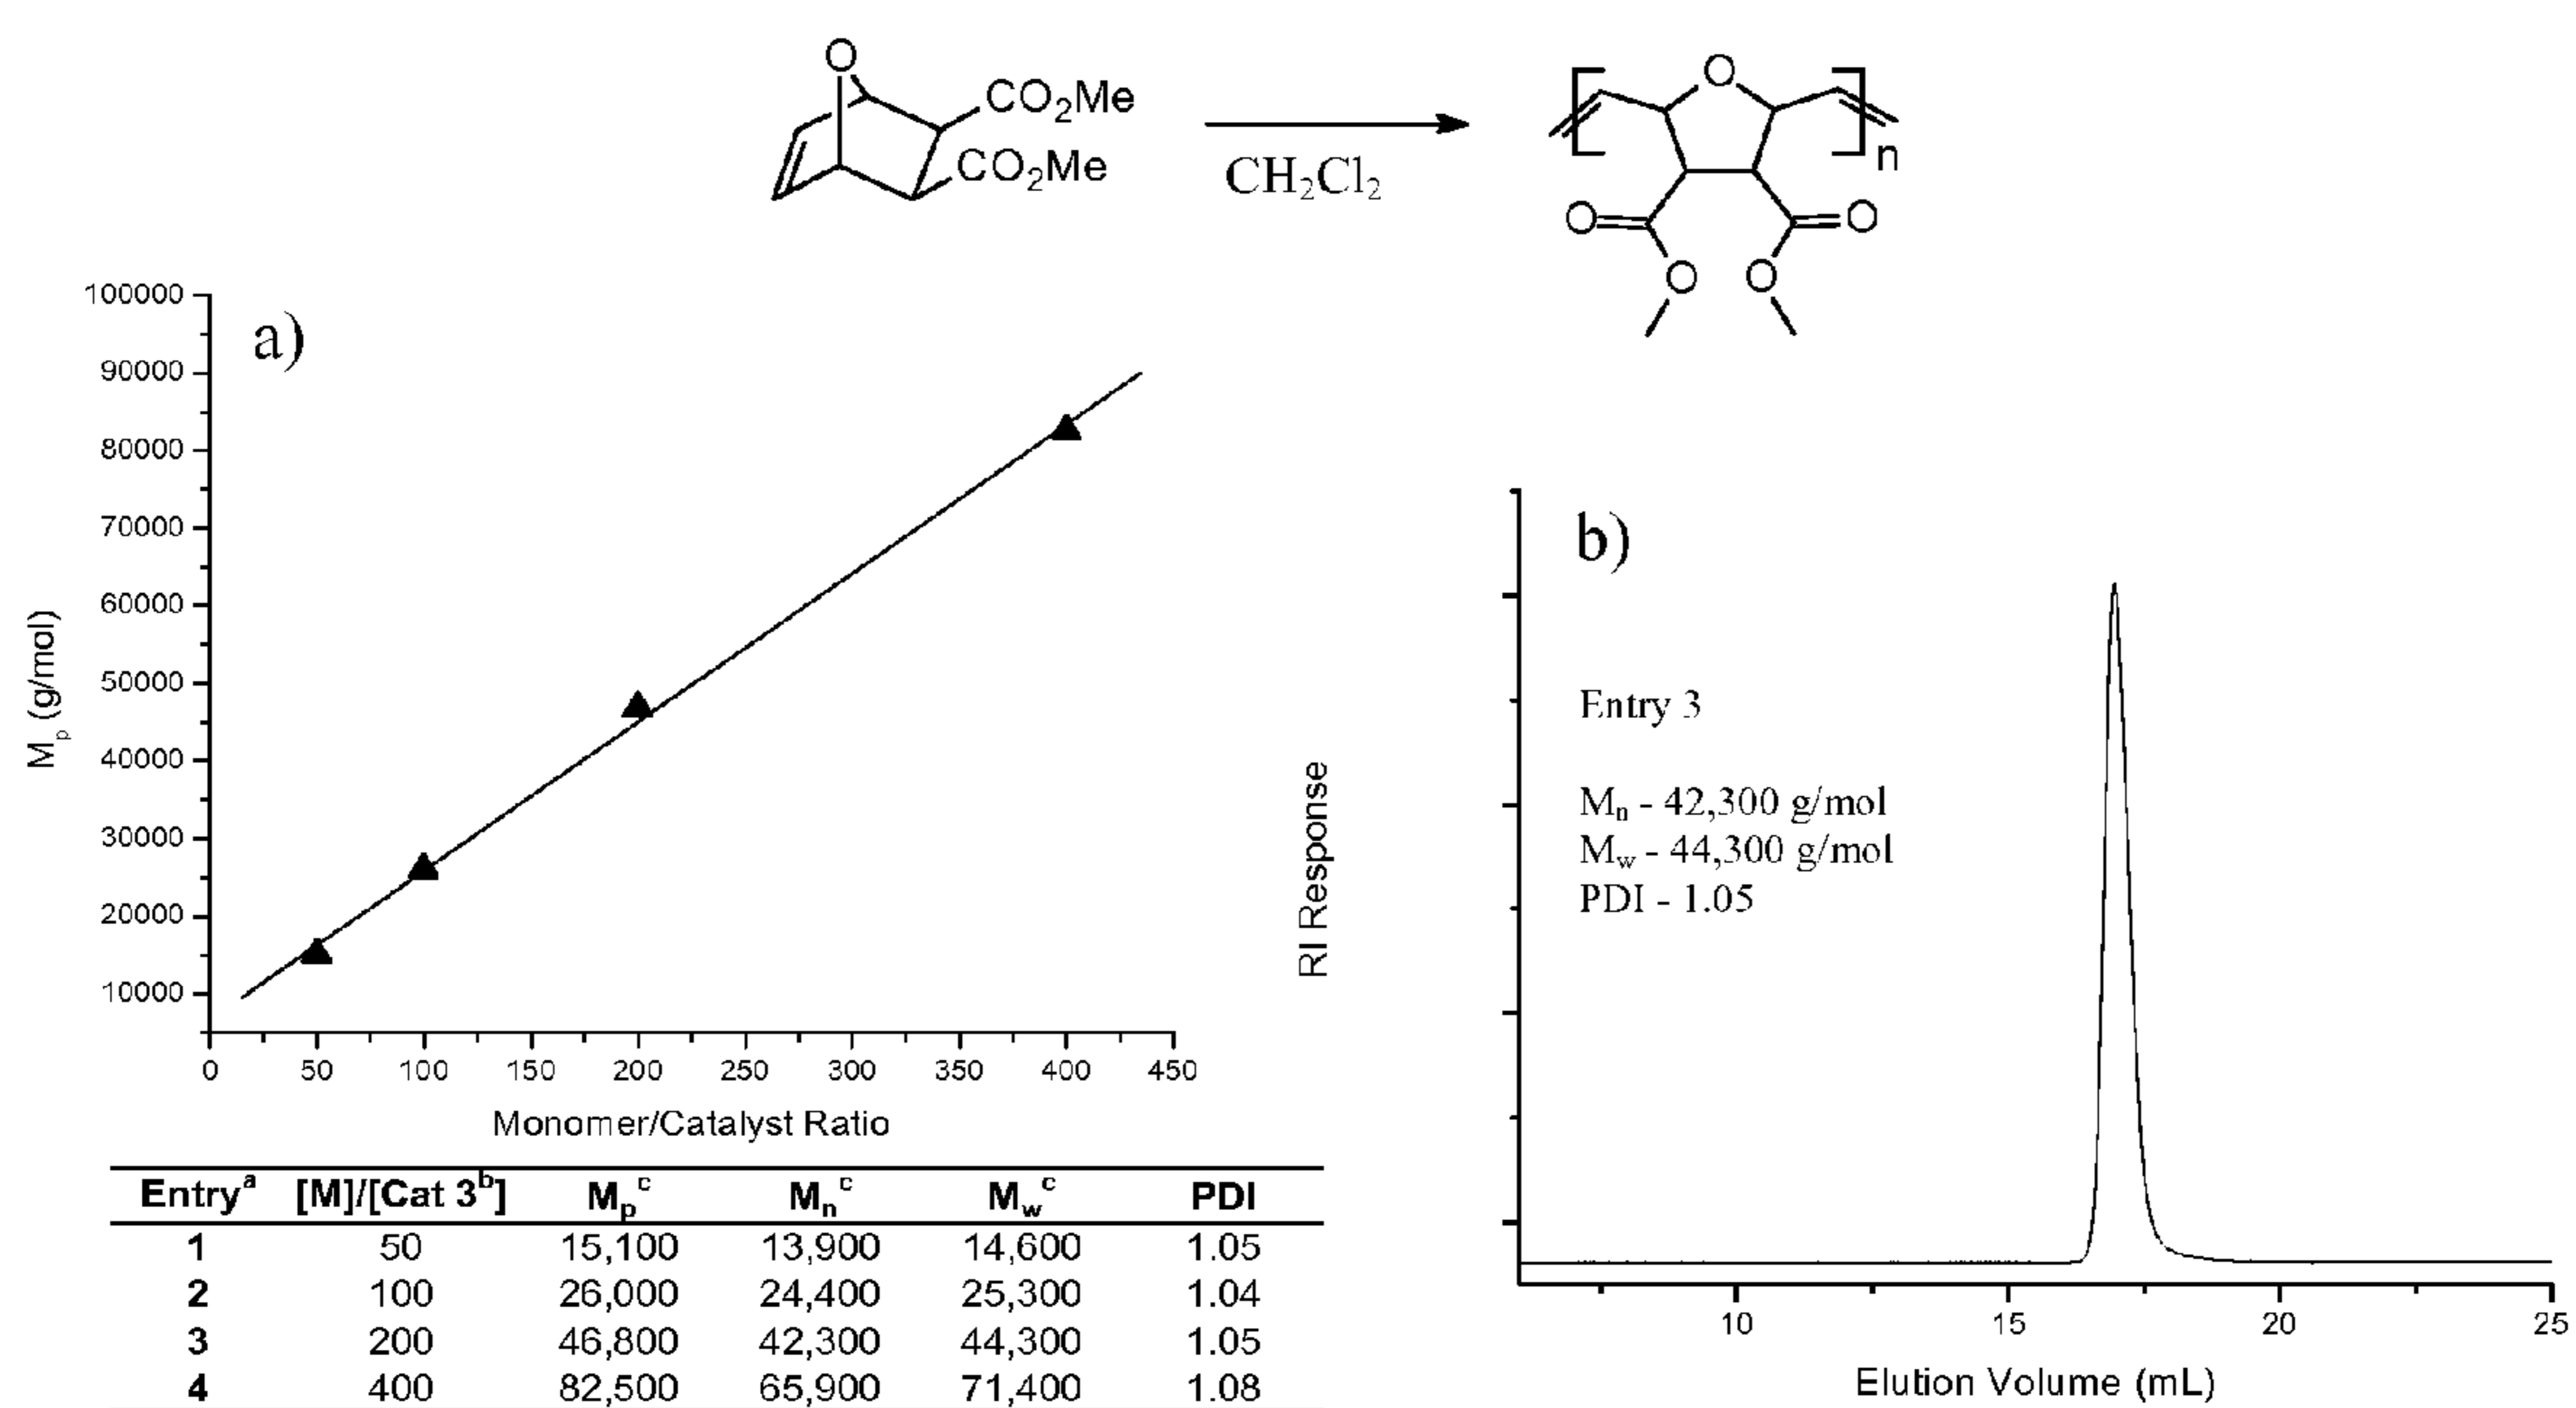 O
CO2Me
CO2Me
CH2Cl2
O
n
O
O
O
O
a)
100000
90000
80000
70000
60000
50000
40000
30000
20000
10000
Mp (g/mol)
0 50 100 150 200 250 300 350 400 450
Monomer/Catalyst Ratio
Entrya [M]/[Cat 3b] Mpc Mnc Mwc PDI
1 50 15,100 13,900 14,600 1.05
2 100 26,000 24,400 25,300 1.04
3 200 46,800 42,300 44,300 1.05
4 400 82,500 65,900 71,400 1.08
b)
Entry 3
Mn - 42,300 g/mol
Mw - 44,300 g/mol
PDI - 1.05
RI Response
10 15 20 25
Elution Volume (mL)